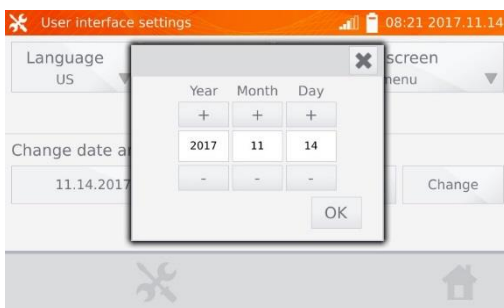 User interface settings 08:21 2017.11.14
Language screen
US menu
Year Month Day
+ + +
2017 11 14
Change date a
11.14.2017 - - - Change
OK